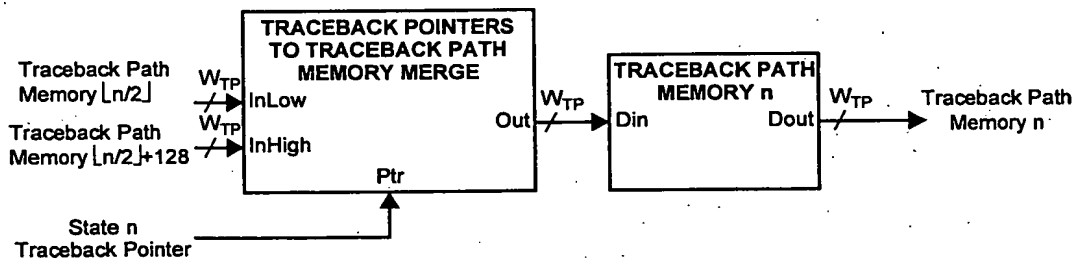 TRACEBACK POINTERS
TO TRACEBACK PATH
MEMORY MERGE
Traceback Path
Memory ⌊n/2⌋
W_TP
InLow
Traceback Path
Memory ⌊n/2⌋+128
W_TP
InHigh
Out
Ptr
State n
Traceback Pointer
W_TP
TRACEBACK PATH
MEMORY n
Din
Dout
W_TP
Traceback Path
Memory n